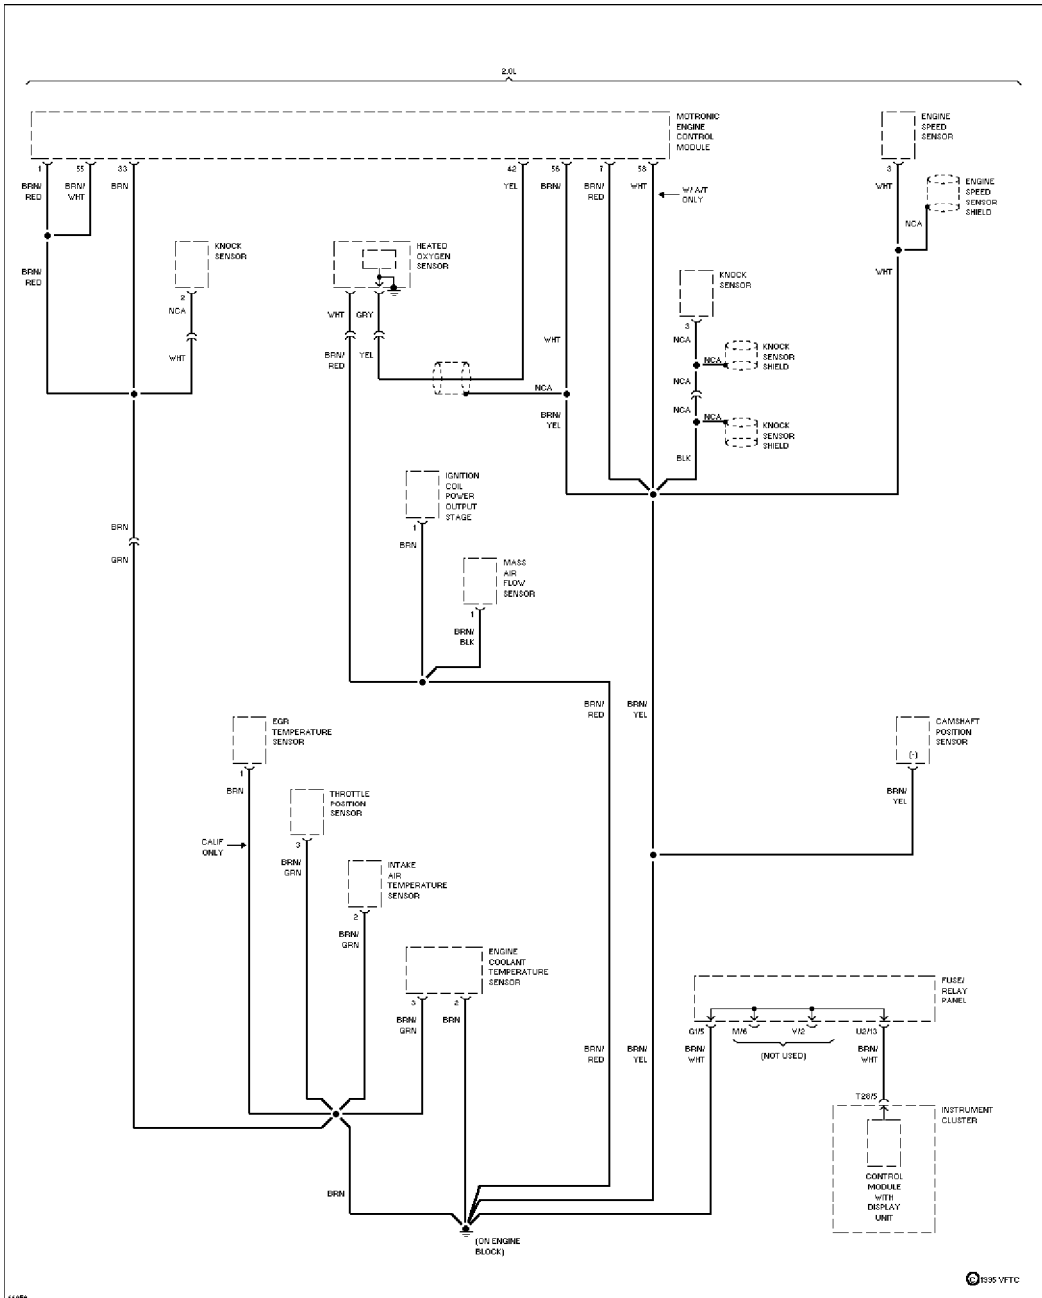 2.0L
MOTRONIC
ENGINE
CONTROL
MODULE
ENGINE
SPEED
SENSOR
1
55
33
42
56
7
58
3
BRN/
RED
BRN/
WHT
BRN
YEL
BRN/
BRN/
RED
WHT
W/ A/T
ONLY
WHT
ENGINE
SPEED
SENSOR
SHIELD
NCA
BRN/
RED
KNOCK
SENSOR
HEATED
OXYGEN
SENSOR
WHT
KNOCK
SENSOR
2
NCA
WHT
GRY
3
NCA
WHT
BRN/
RED
YEL
WHT
KNOCK
SENSOR
SHIELD
NCA
NCA
NCA
BRN/
YEL
NCA
NCA
KNOCK
SENSOR
SHIELD
BLK
IGNITION
COIL
POWER
OUTPUT
STAGE
1
BRN
BRN
GRN
MASS
AIR
FLOW
SENSOR
1
BRN/
BLK
BRN/
RED
BRN/
YEL
EGR
TEMPERATURE
SENSOR
CAMSHAFT
POSITION
SENSOR
(-)
1
BRN
THROTTLE
POSITION
SENSOR
BRN/
YEL
CALIF
ONLY
3
BRN/
GRN
INTAKE
AIR
TEMPERATURE
SENSOR
2
BRN/
GRN
ENGINE
COOLANT
TEMPERATURE
SENSOR
3
2
BRN/
GRN
BRN
FUSE/
RELAY
PANEL
G1/5
M/6
Y/2
U2/13
BRN/
RED
BRN/
YEL
BRN/
WHT
(NOT USED)
BRN/
WHT
T28/5
INSTRUMENT
CLUSTER
CONTROL
MODULE
WITH
DISPLAY
UNIT
BRN
(ON ENGINE
BLOCK)
© 1995 VFTC